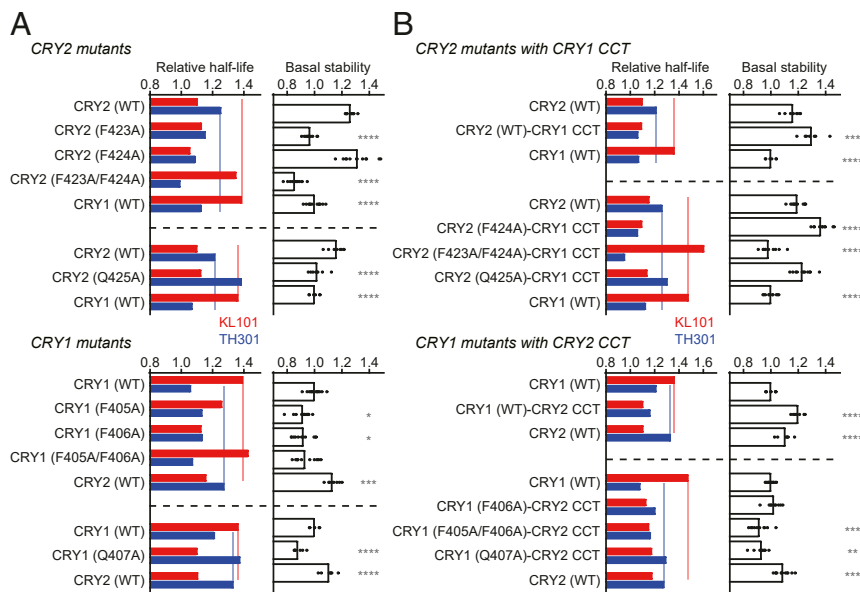 A
CRY2 mutants
Relative half-life Basal stability
0.8 1.0 1.2 1.4 0.8 1.0 1.2 1.4
CRY2 (WT)
CRY2 (F423A) ****
CRY2 (F424A)
CRY2 (F423A/F424A) ****
CRY1 (WT) ****
CRY2 (WT)
CRY2 (Q425A) ****
CRY1 (WT) ****
KL101
TH301
CRY1 mutants
0.8 1.0 1.2 1.4 0.8 1.0 1.2 1.4
CRY1 (WT)
CRY1 (F405A) *
CRY1 (F406A) *
CRY1 (F405A/F406A)
CRY2 (WT) ***
CRY1 (WT)
CRY1 (Q407A) ****
CRY2 (WT) ****
B
CRY2 mutants with CRY1 CCT
Relative half-life Basal stability
0.8 1.0 1.2 1.4 1.6 0.8 1.0 1.2 1.4
CRY2 (WT)
CRY2 (WT)-CRY1 CCT ***
CRY1 (WT) ****
CRY2 (WT)
CRY2 (F424A)-CRY1 CCT ****
CRY2 (F423A/F424A)-CRY1 CCT ****
CRY2 (Q425A)-CRY1 CCT
CRY1 (WT) ****
KL101
TH301
CRY1 mutants with CRY2 CCT
0.8 1.0 1.2 1.4 1.6 0.8 1.0 1.2 1.4
CRY1 (WT)
CRY1 (WT)-CRY2 CCT ****
CRY2 (WT) ****
CRY1 (WT)
CRY1 (F406A)-CRY2 CCT
CRY1 (F405A/F406A)-CRY2 CCT ***
CRY1 (Q407A)-CRY2 CCT **
CRY2 (WT) ***